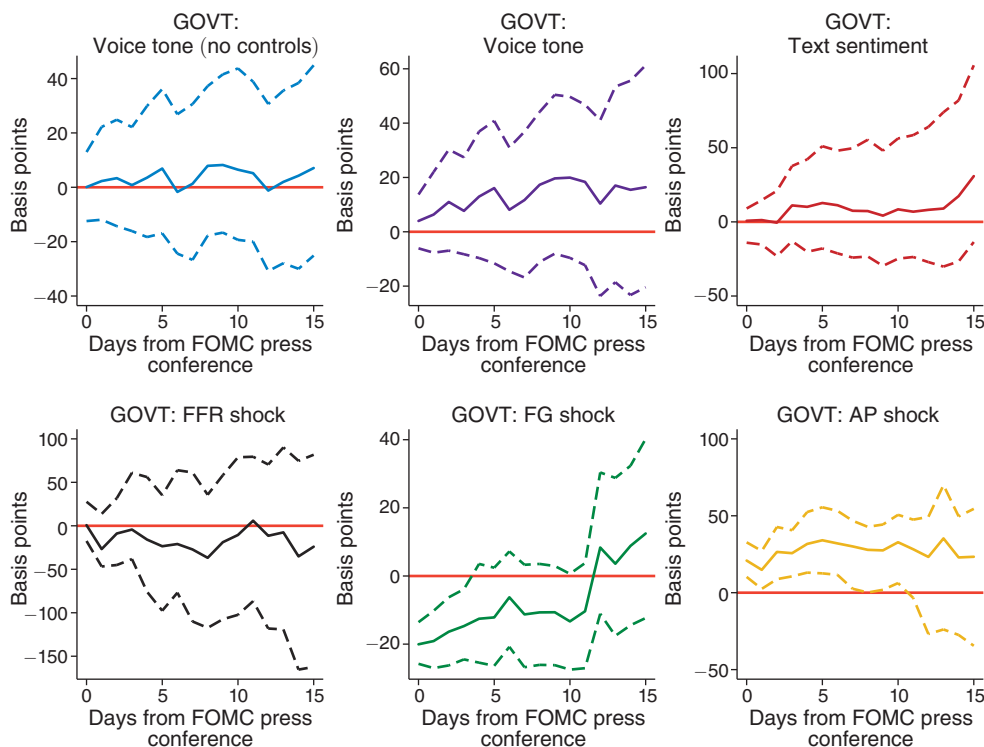 GOVT:
Voice tone (no controls)
Basis points
40
20
0
−20
−40
0 5 10 15
Days from FOMC press
conference
GOVT:
Voice tone
Basis points
60
40
20
0
−20
0 5 10 15
Days from FOMC press
conference
GOVT:
Text sentiment
Basis points
100
50
0
−50
0 5 10 15
Days from FOMC press
conference
GOVT: FFR shock
Basis points
100
50
0
−50
−100
−150
0 5 10 15
Days from FOMC press
conference
GOVT: FG shock
Basis points
40
20
0
−20
0 5 10 15
Days from FOMC press
conference
GOVT: AP shock
Basis points
100
50
0
−50
0 5 10 15
Days from FOMC press
conference